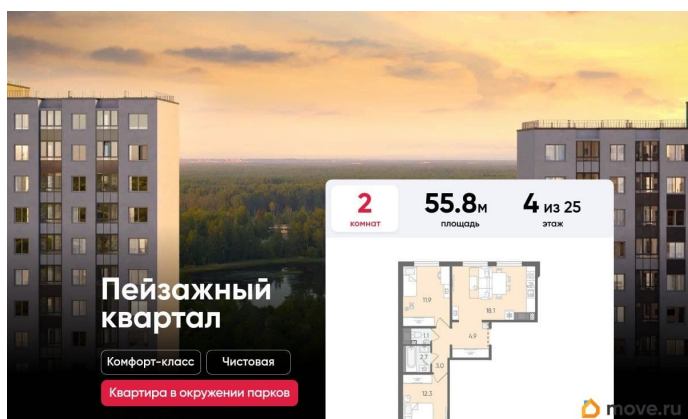 2 55.8м 4 из 25
комнат площадь этаж
Пейзажный
квартал
Комфорт-класс Чистовая
Квартира в окружении парков
11.9
18.1
1.1
4.9
2.7
3.0
12.3
move.ru